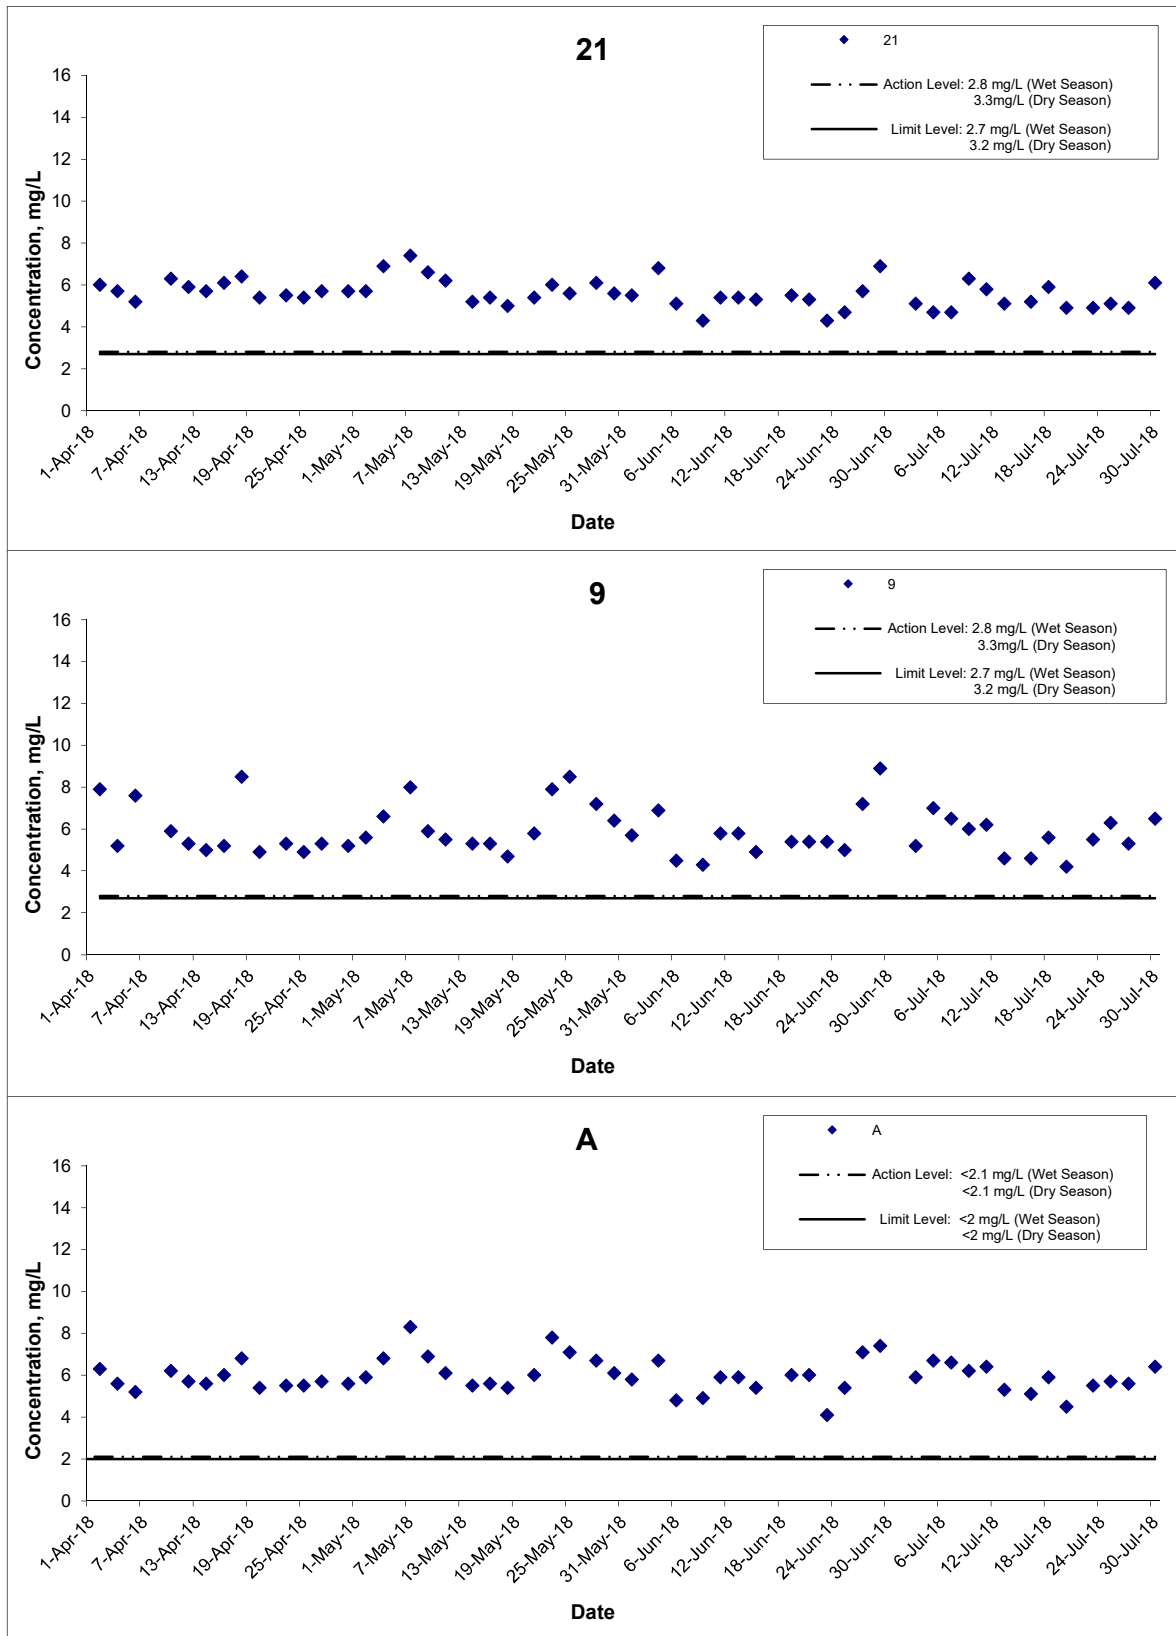 21
21
Action Level: 2.8 mg/L (Wet Season)
3.3mg/L (Dry Season)
Limit Level: 2.7 mg/L (Wet Season)
3.2 mg/L (Dry Season)
Concentration, mg/L
16
14
12
10
8
6
4
2
0
1-Apr-18
7-Apr-18
13-Apr-18
19-Apr-18
25-Apr-18
1-May-18
7-May-18
13-May-18
19-May-18
25-May-18
31-May-18
6-Jun-18
12-Jun-18
18-Jun-18
24-Jun-18
30-Jun-18
6-Jul-18
12-Jul-18
18-Jul-18
24-Jul-18
30-Jul-18
Date
9
9
Action Level: 2.8 mg/L (Wet Season)
3.3mg/L (Dry Season)
Limit Level: 2.7 mg/L (Wet Season)
3.2 mg/L (Dry Season)
Concentration, mg/L
16
14
12
10
8
6
4
2
0
1-Apr-18
7-Apr-18
13-Apr-18
19-Apr-18
25-Apr-18
1-May-18
7-May-18
13-May-18
19-May-18
25-May-18
31-May-18
6-Jun-18
12-Jun-18
18-Jun-18
24-Jun-18
30-Jun-18
6-Jul-18
12-Jul-18
18-Jul-18
24-Jul-18
30-Jul-18
Date
A
A
Action Level: <2.1 mg/L (Wet Season)
<2.1 mg/L (Dry Season)
Limit Level: <2 mg/L (Wet Season)
<2 mg/L (Dry Season)
Concentration, mg/L
16
14
12
10
8
6
4
2
0
1-Apr-18
7-Apr-18
13-Apr-18
19-Apr-18
25-Apr-18
1-May-18
7-May-18
13-May-18
19-May-18
25-May-18
31-May-18
6-Jun-18
12-Jun-18
18-Jun-18
24-Jun-18
30-Jun-18
6-Jul-18
12-Jul-18
18-Jul-18
24-Jul-18
30-Jul-18
Date